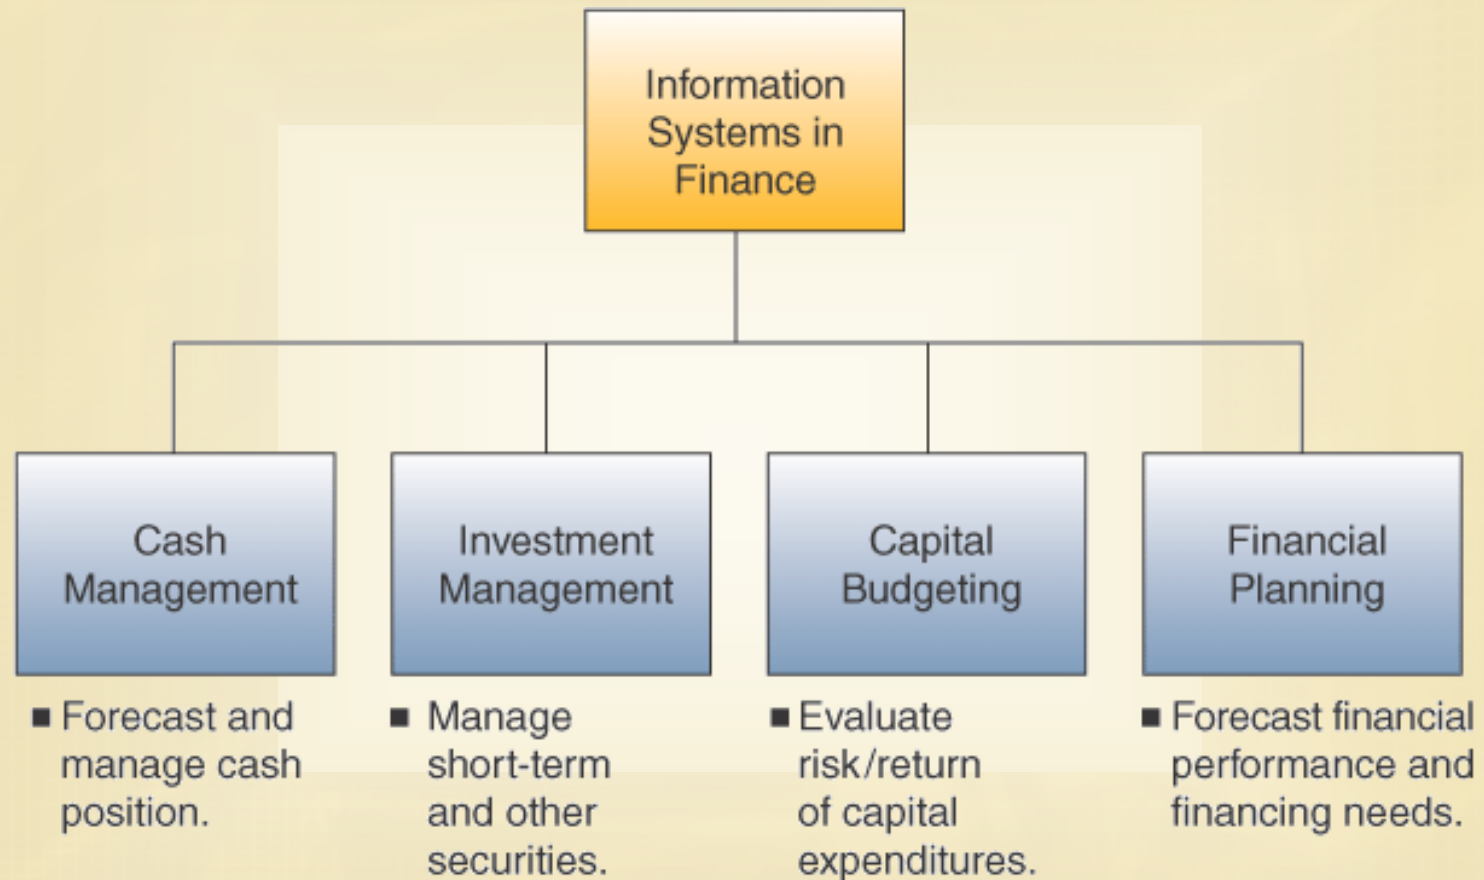 Information
Systems in
Finance
Cash
Management
Investment
Management
Capital
Budgeting
Financial
Planning
■ Forecast and
manage cash
position.
■ Manage
short-term
and other
securities.
■ Evaluate
risk/return
of capital
expenditures.
■ Forecast financial
performance and
financing needs.